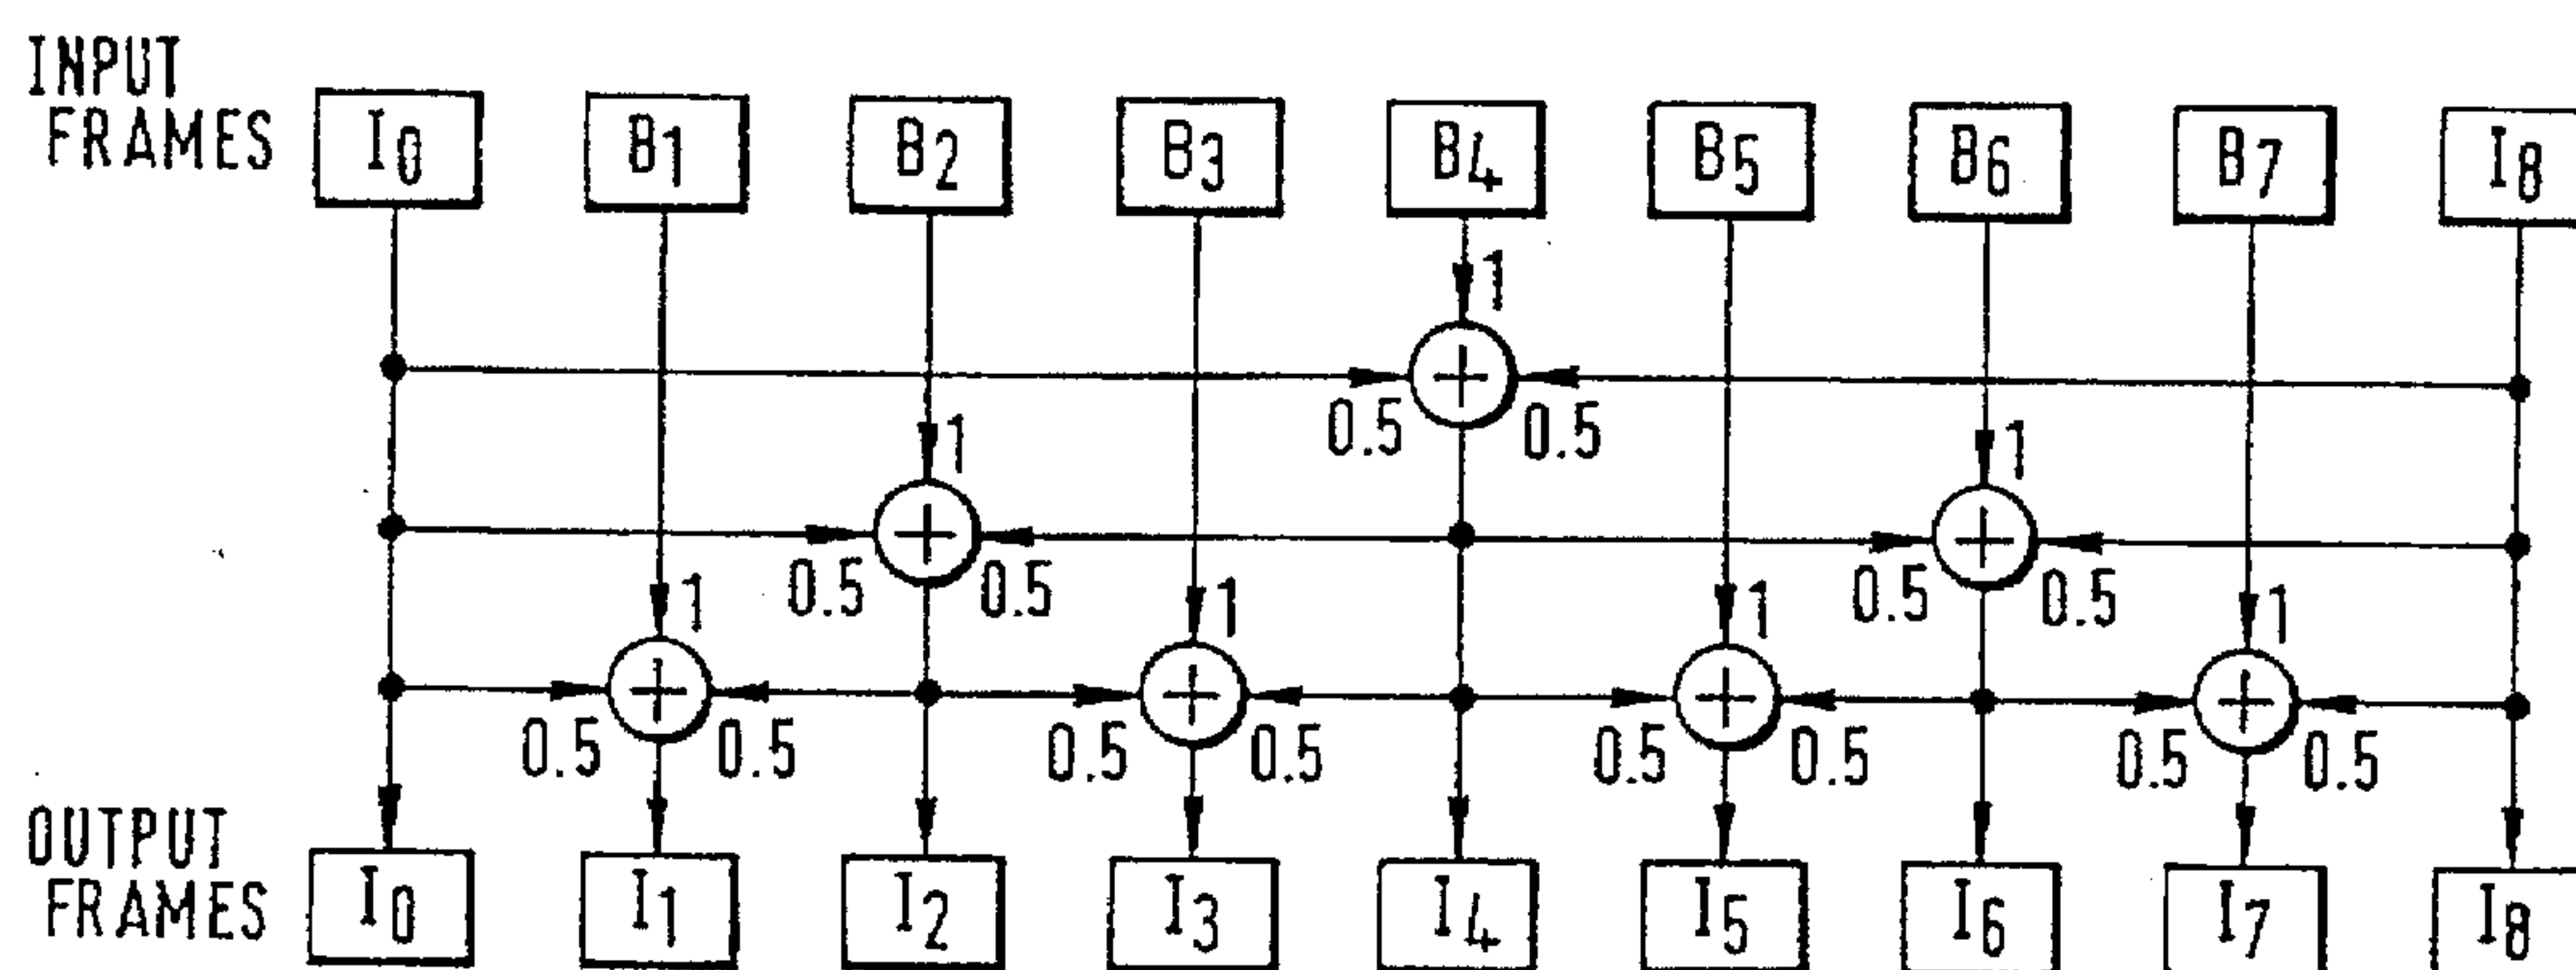 INPUT
FRAMES
I0 B1 B2 B3 B4 B5 B6 B7 I8
1
0.5 0.5
1 1
0.5 0.5 0.5 0.5
1 1 1 1
0.5 0.5 0.5 0.5 0.5 0.5 0.5 0.5
OUTPUT
FRAMES
I0 I1 I2 I3 I4 I5 I6 I7 I8